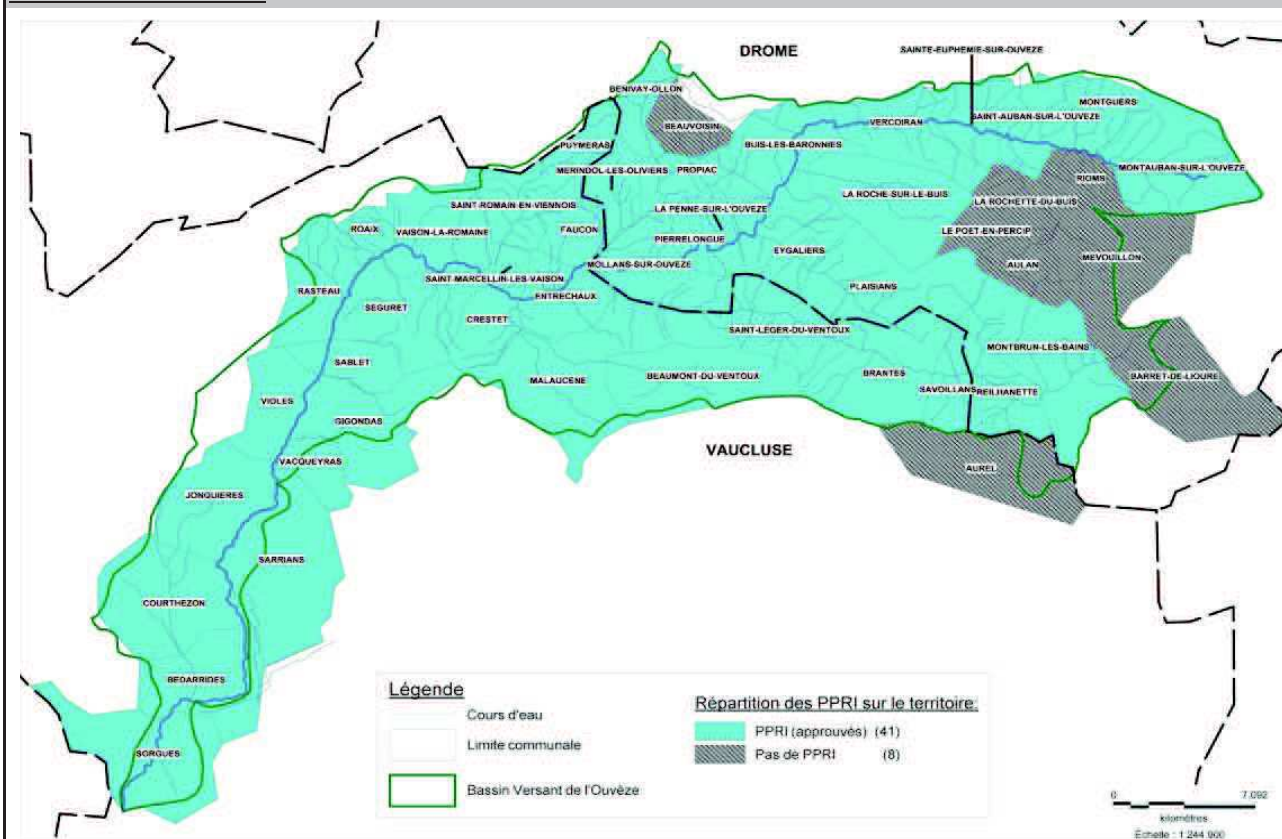 DROME
SAINTE-EUPHEMIE-SUR-OUVEZE
BENIVAY-OLLON
MONTGUERS
SAINT-AUBAN-SUR-L'OUVEZE
VERCOIRAN
BEAUVOISIN
PUYMERAS
BUIS-LES-BARONNIES
MERINDOL-LES-OLIVIERS
PROPIAC
MONTAUBAN-SUR-L'OUVEZE
RIOMS
LA ROCHE-SUR-LE-BUIS
LA ROCHETTE-DU-BUIS
SAINT-ROMAIN-EN-VIENNOIS
LA PENNE-SUR-L'OUVEZE
ROAIX
VAISON-LA-ROMAINE
FAUCON
LE POET-EN-PERCIP
PIERRELONGUE
EYGALIERS
MEVOUILLON
MOLLANS-SUR-OUVEZE
AULAN
SAINT-MARCELLIN-LES-VAISON
RASTEAU
ENTRECHAUX
PLAISIANS
SEGURET
CRESTET
SAINT-LEGER-DU-VENTOUX
MONTBRUN-LES-BAINS
SABLET
MALAUCENE
BEAUMONT-DU-VENTOUX
BRANTES
BARRET-DE-LIOURE
SAVOILLANS
REILHANETTE
VIOLES
GIGONDAS
VAUCLUSE
VACQUEYRAS
AUREL
JONQUIERES
SARRIANS
COURTHEZON
BEDARRIDES
SORGUES
Légende
Cours d'eau
Limite communale
Bassin Versant de l'Ouvèze
Répartition des PPRI sur le territoire:
PPRI (approuvés) (41)
Pas de PPRI (8)
0 7.092
kilomètres
Échelle : 1:244 900